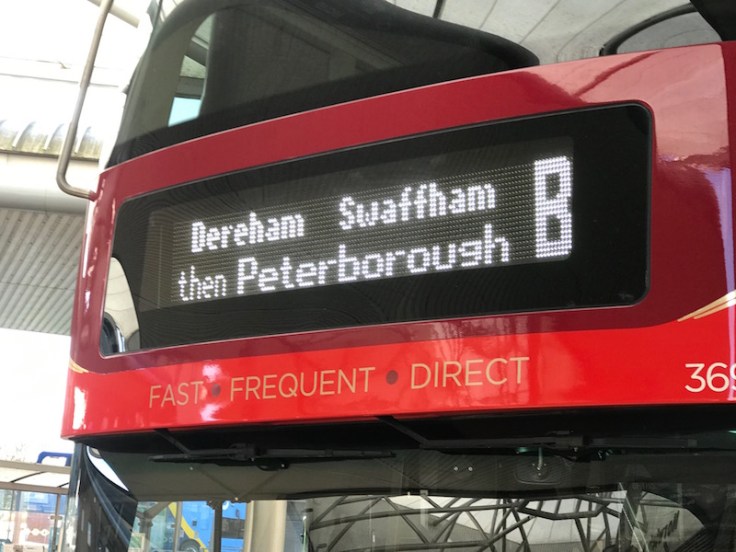 Dereham Swaffham
then Peterborough B
FAST • FREQUENT • DIRECT